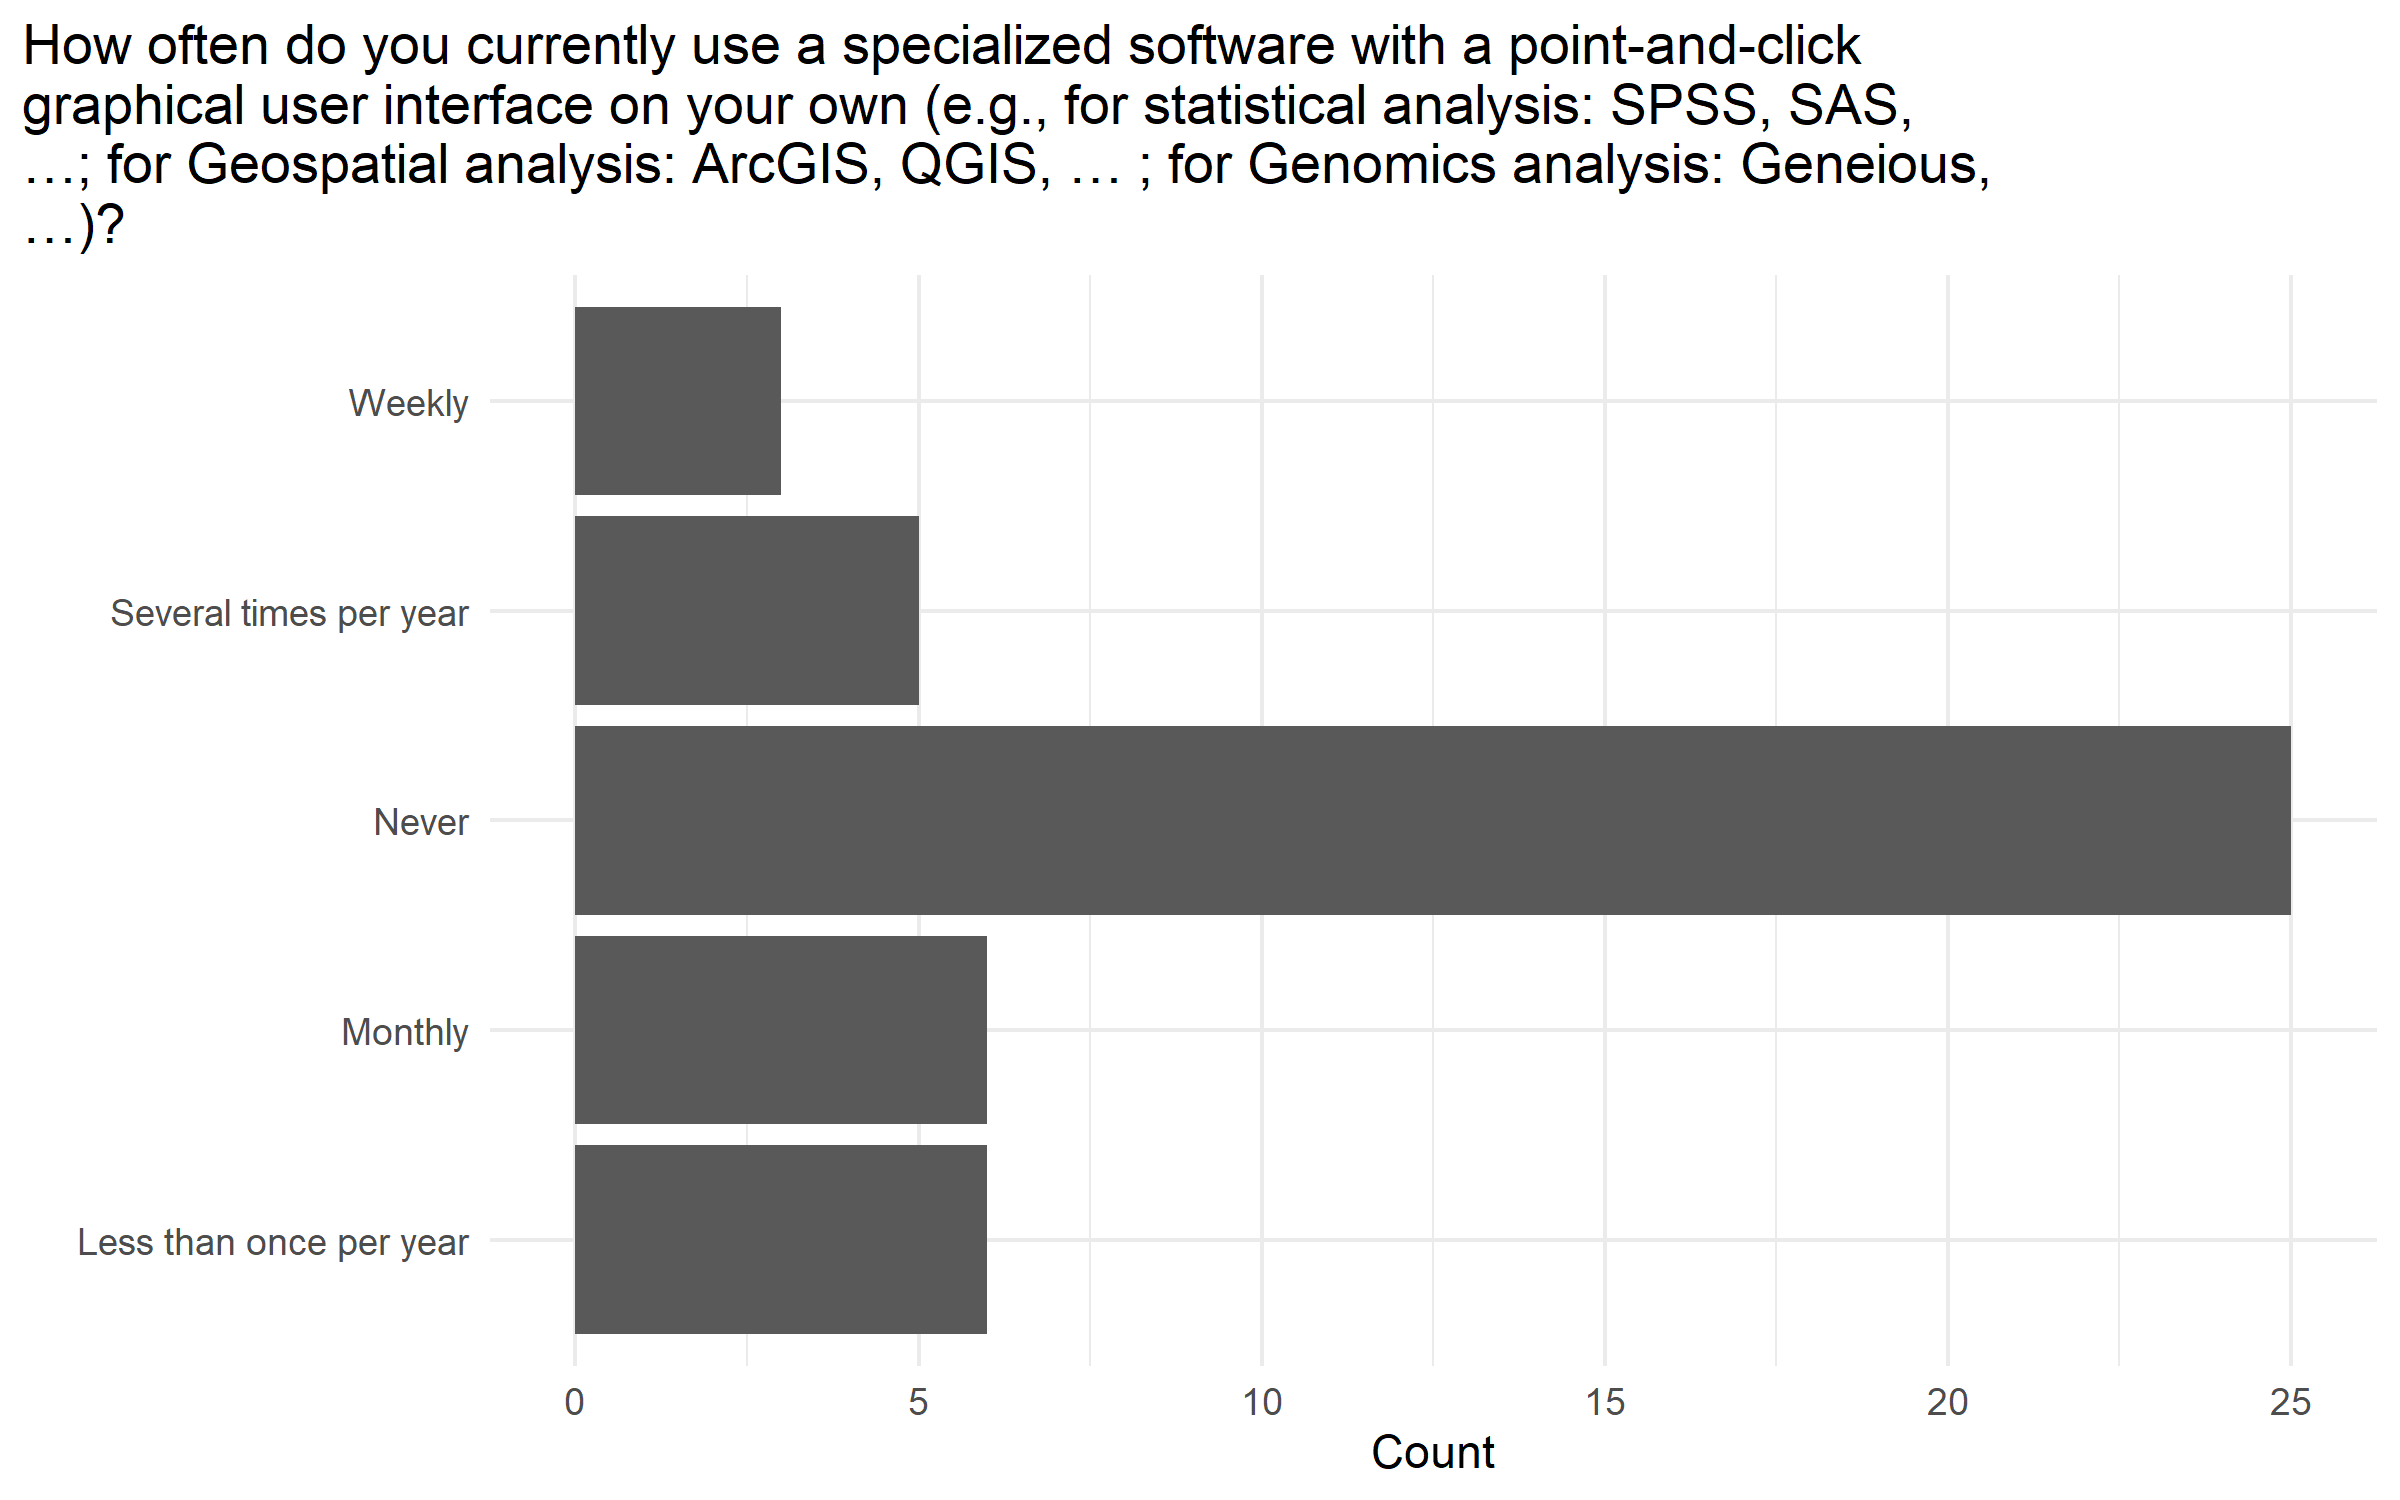 How often do you currently use a specialized software with a point-and-click
graphical user interface on your own (e.g., for statistical analysis: SPSS, SAS,
…; for Geospatial analysis: ArcGIS, QGIS, … ; for Genomics analysis: Geneious,
…)?
Weekly
Several times per year
Never
Monthly
Less than once per year
0 5 10 15 20 25
Count